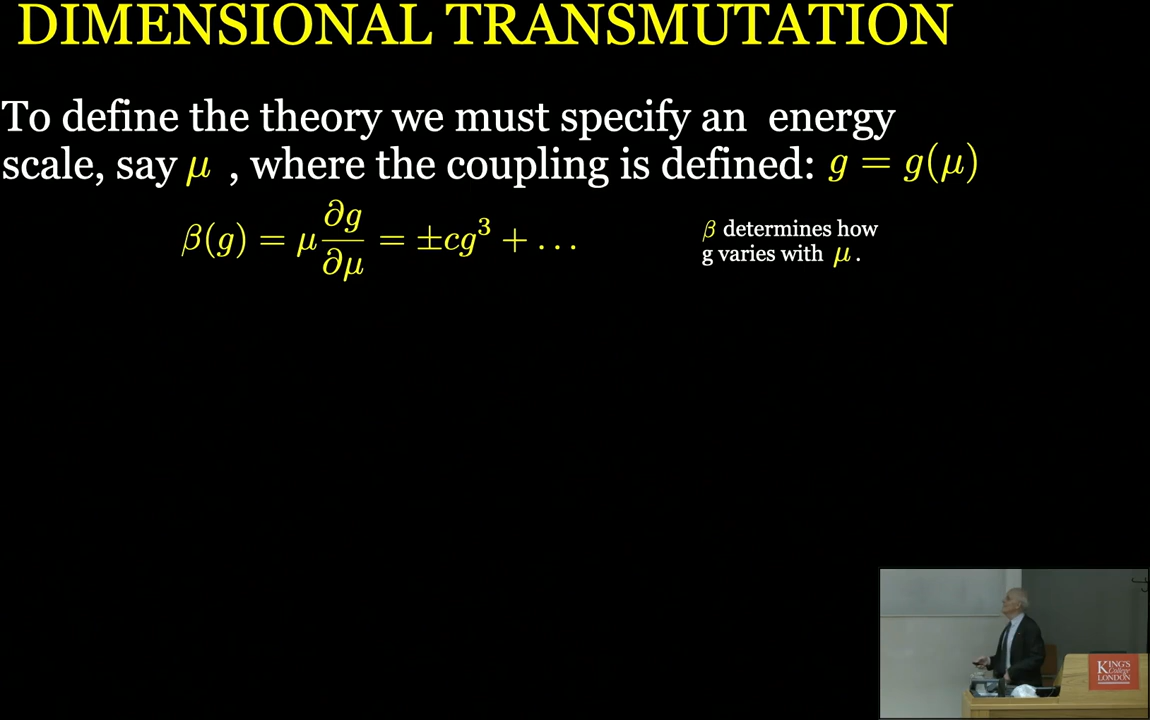 DIMENSIONAL TRANSMUTATION
To define the theory we must specify an energy
scale, say μ , where the coupling is defined: g = g(μ)
β(g) = μ ∂g/∂μ = ±cg³ + ...
β determines how
g varies with μ .
KING'S
College
LONDON